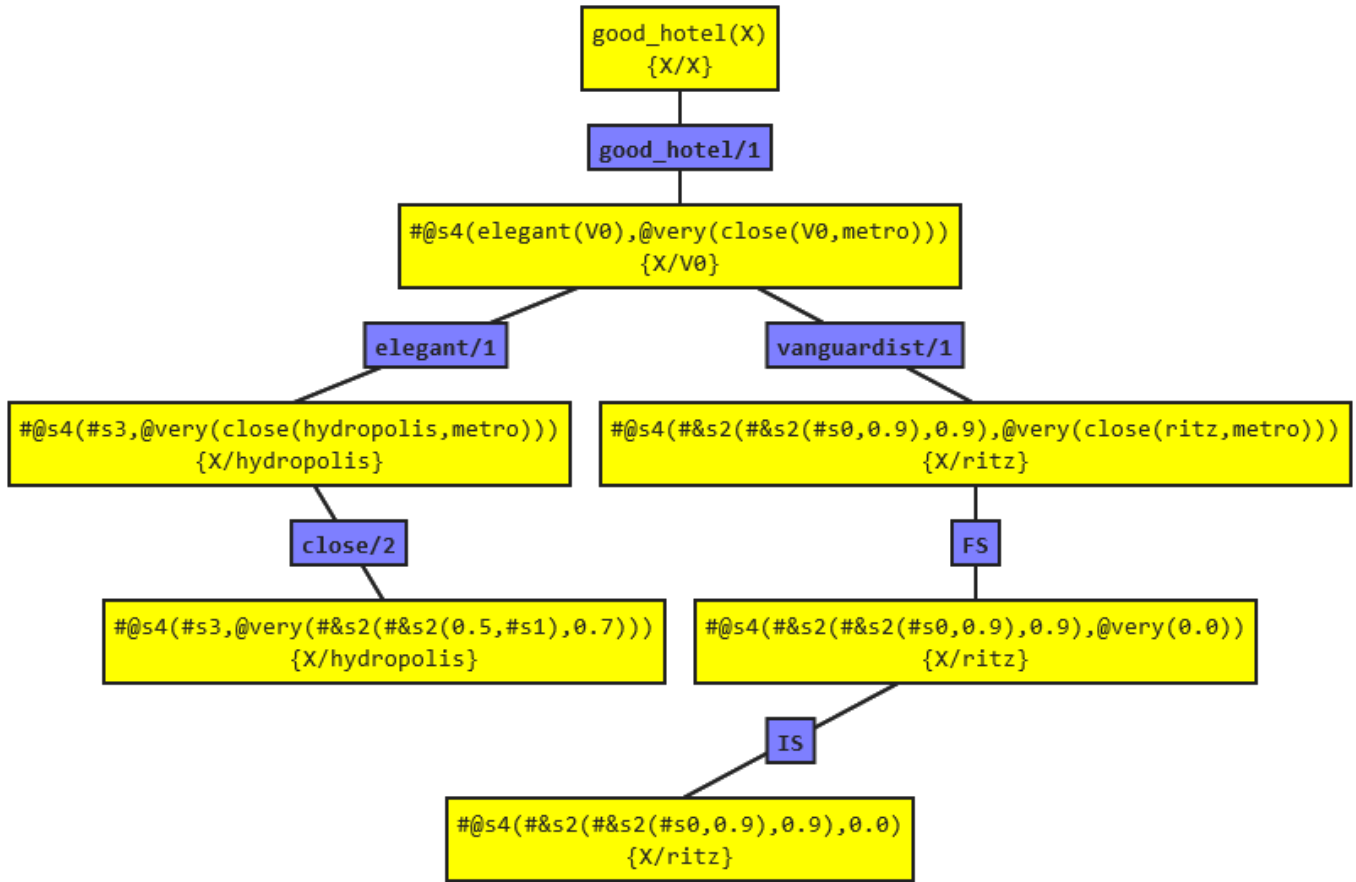 good_hotel(X)
{X/X}
good_hotel/1
#@s4(elegant(V0),@very(close(V0,metro)))
{X/V0}
elegant/1
vanguardist/1
#@s4(#s3,@very(close(hydropolis,metro)))
{X/hydropolis}
#@s4(#&s2(#&s2(#s0,0.9),0.9),@very(close(ritz,metro)))
{X/ritz}
close/2
FS
#@s4(#s3,@very(#&s2(#&s2(0.5,#s1),0.7)))
{X/hydropolis}
#@s4(#&s2(#&s2(#s0,0.9),0.9),@very(0.0))
{X/ritz}
IS
#@s4(#&s2(#&s2(#s0,0.9),0.9),0.0)
{X/ritz}